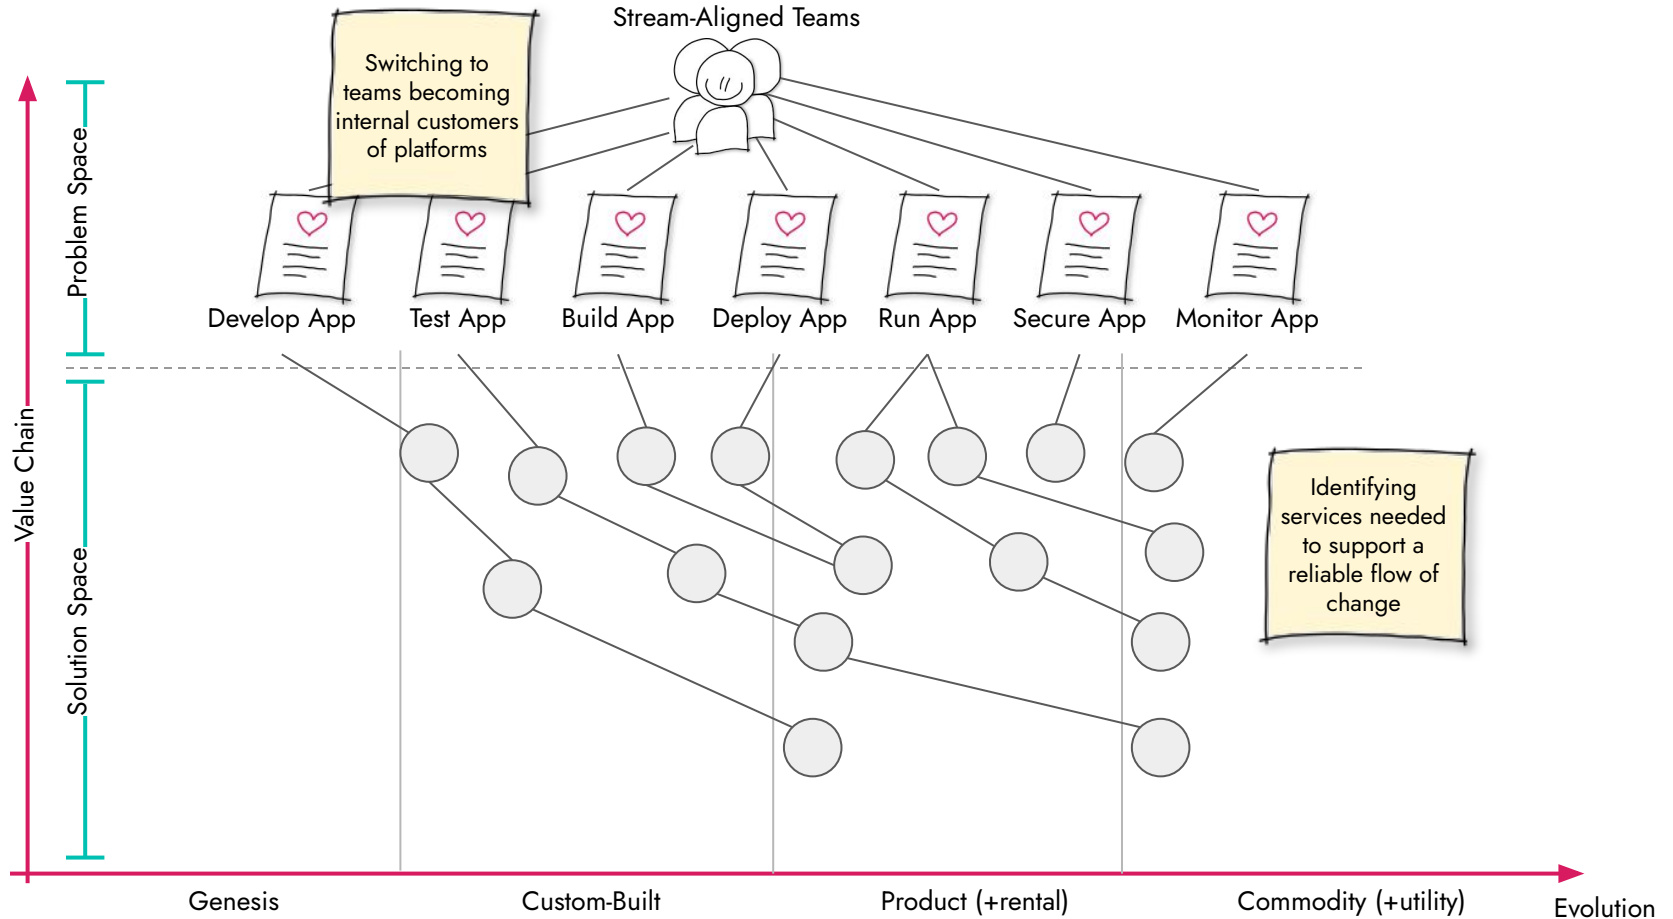 Stream-Aligned Teams
Switching to
teams becoming
internal customers
of platforms
Problem Space
Develop App
Test App
Build App
Deploy App
Run App
Secure App
Monitor App
Value Chain
Solution Space
Identifying
services needed
to support a
reliable flow of
change
Genesis
Custom-Built
Product (+rental)
Commodity (+utility)
Evolution